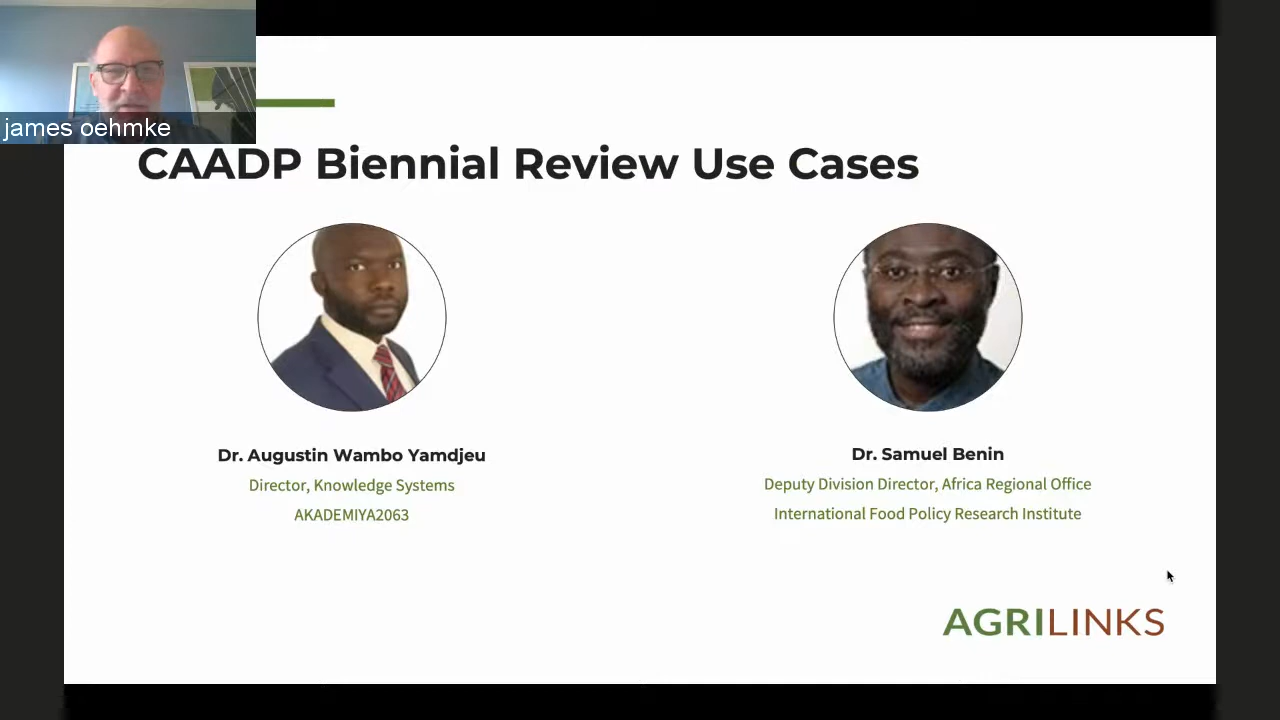 james oehmke
CAADP Biennial Review Use Cases
Dr. Augustin Wambo Yamdjeu
Director, Knowledge Systems
AKADEMIYA2063
Dr. Samuel Benin
Deputy Division Director, Africa Regional Office
International Food Policy Research Institute
AGRILINKS